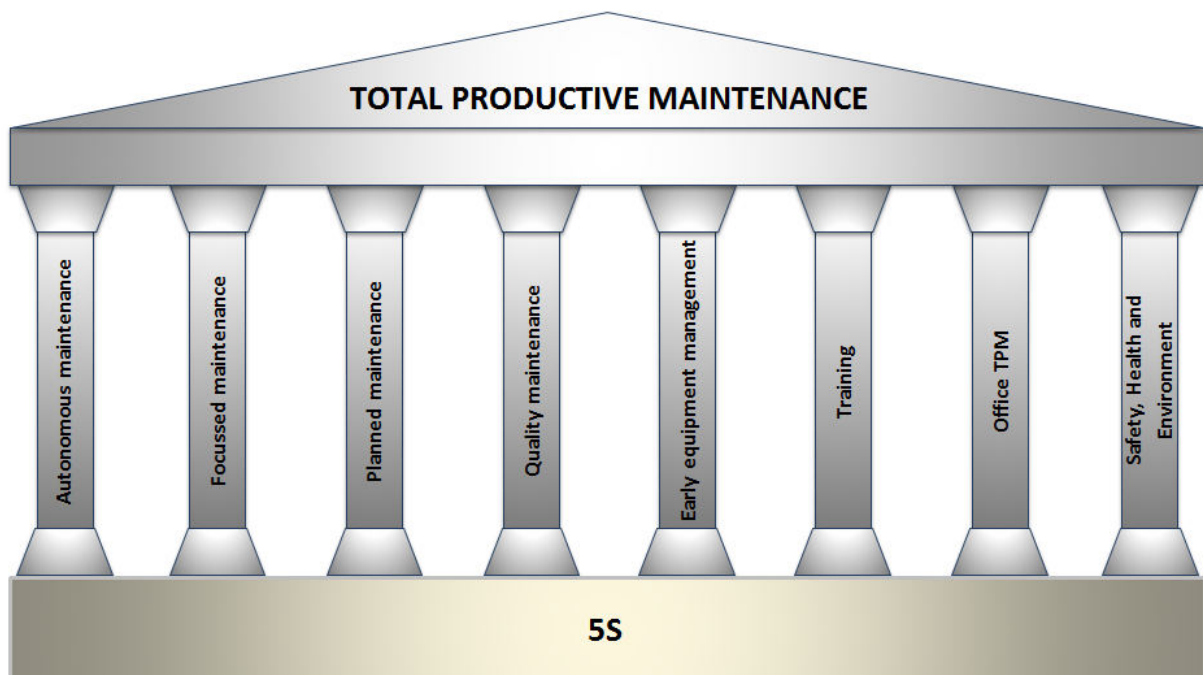 TOTAL PRODUCTIVE MAINTENANCE
Autonomous maintenance
Focussed maintenance
Planned maintenance
Quality maintenance
Early equipment management
Training
Office TPM
Safety, Health and
Environment
5S